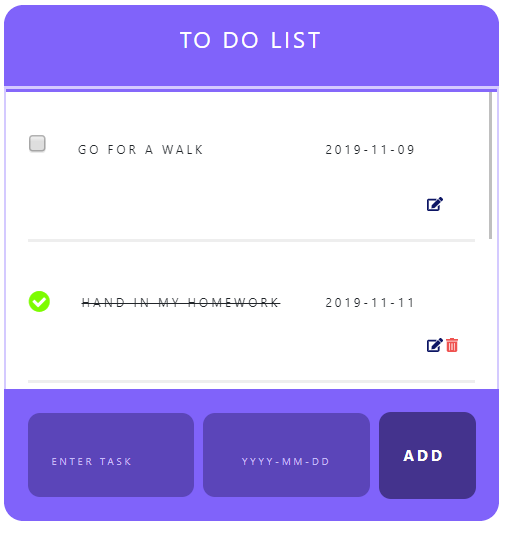 TO DO LIST
GO FOR A WALK 2019-11-09
HAND IN MY HOMEWORK 2019-11-11
ENTER TASK YYYY-MM-DD ADD